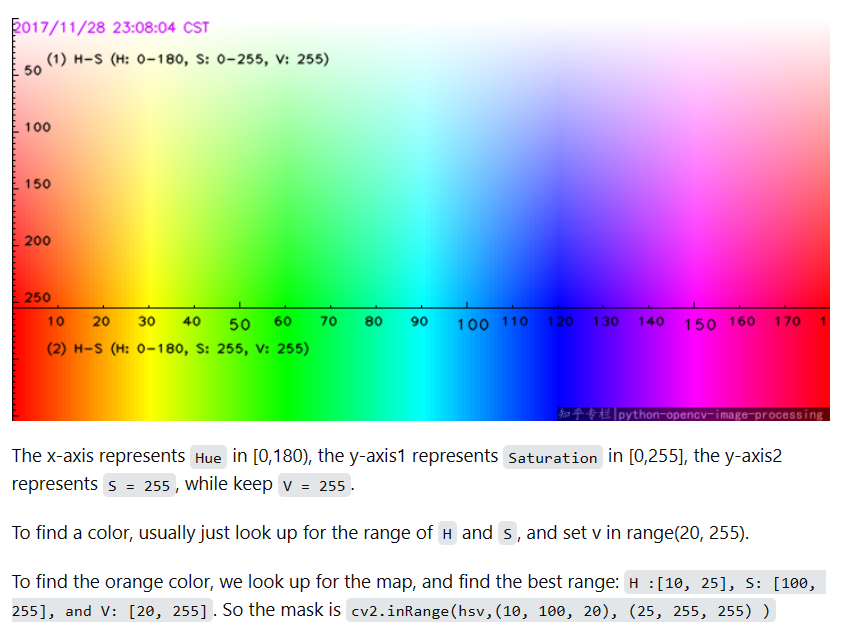 2017/11/28 23:08:04 CST
(1) H-S (H: 0-180, S: 0-255, V: 255)
50
100
150
200
250
10 20 30 40 50 60 70 80 90 100 110 120 130 140 150 160 170 1
(2) H-S (H: 0-180, S: 255, V: 255)
知乎专栏|python-opencv-image-processing
The x-axis represents Hue in [0,180), the y-axis1 represents Saturation in [0,255], the y-axis2
represents S = 255, while keep V = 255.
To find a color, usually just look up for the range of H and S, and set v in range(20, 255).
To find the orange color, we look up for the map, and find the best range: H :[10, 25], S: [100,
255], and V: [20, 255]. So the mask is cv2.inRange(hsv,(10, 100, 20), (25, 255, 255) )